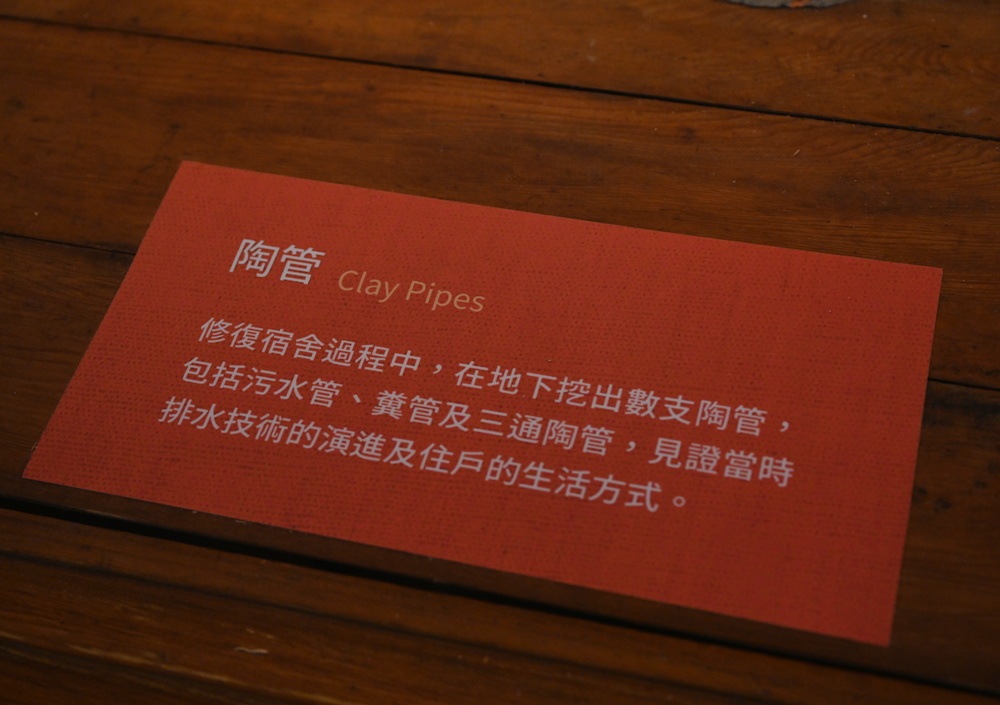 陶管 Clay Pipes
修復宿舍過程中，在地下挖出數支陶管，
包括污水管、糞管及三通陶管，見證當時
排水技術的演進及住戶的生活方式。